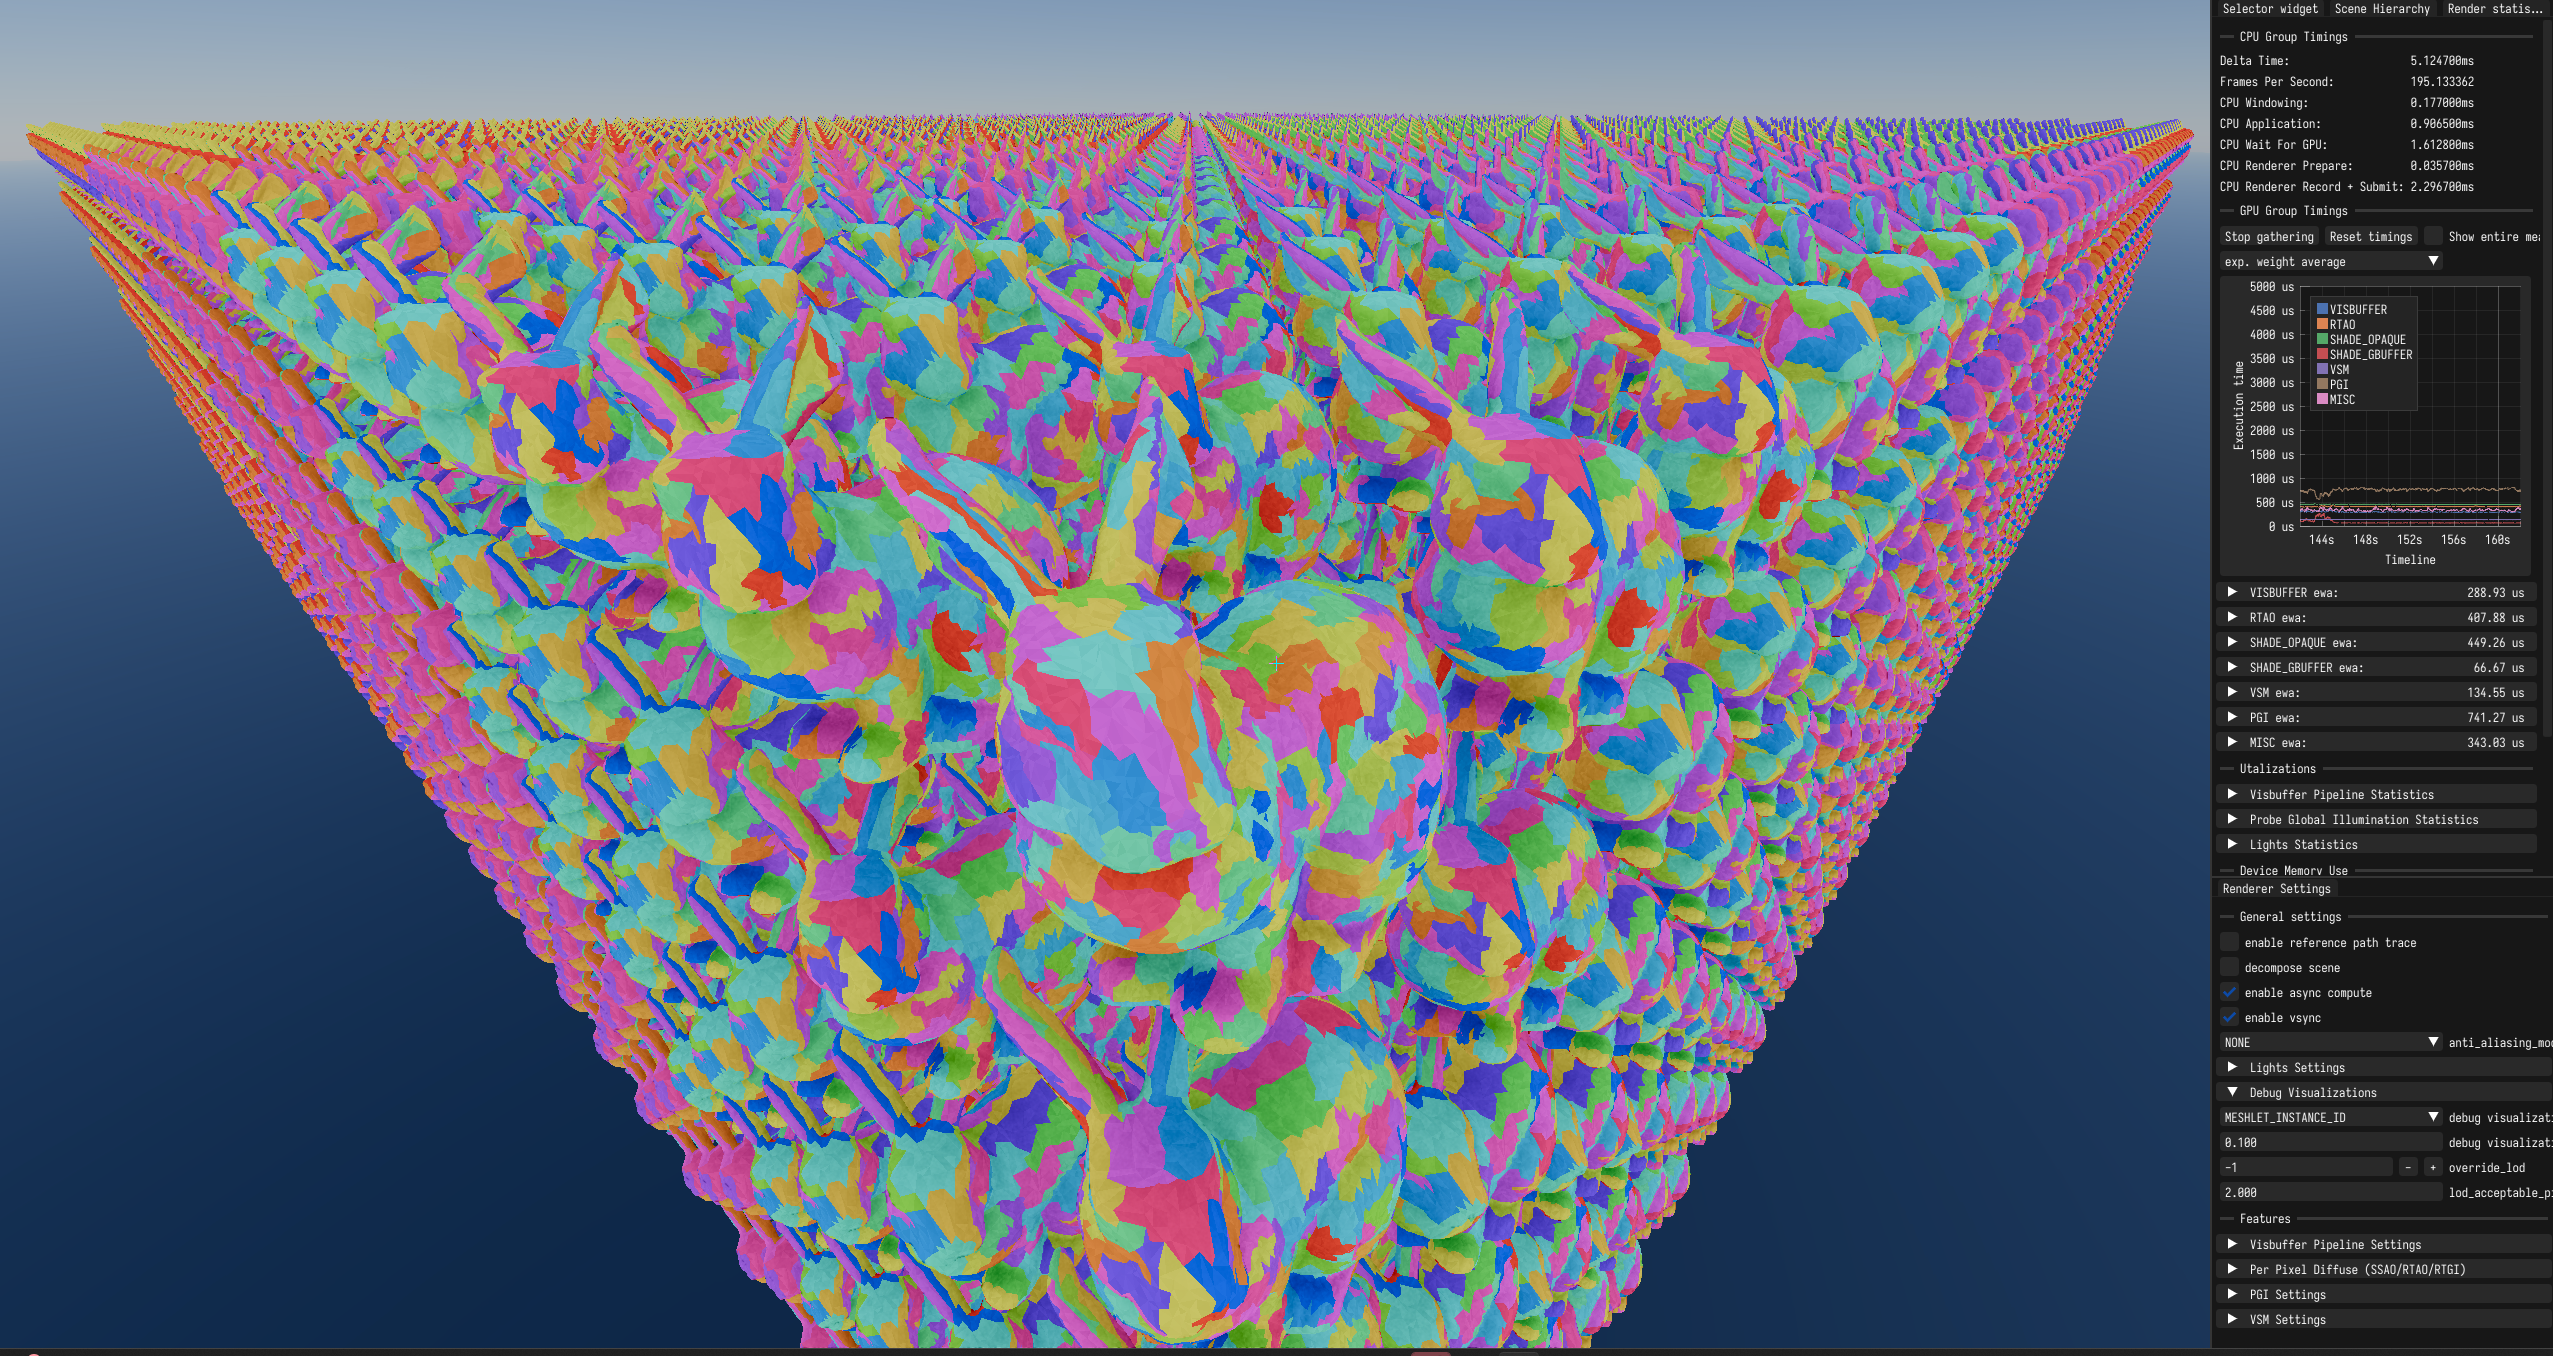 Selector widget Scene Hierarchy Render statis...
CPU Group Timings
Delta Time: 5.124700ms
Frames Per Second: 195.133362
CPU Windowing: 0.177000ms
CPU Application: 0.906500ms
CPU Wait For GPU: 1.612800ms
CPU Renderer Prepare: 0.035700ms
CPU Renderer Record + Submit: 2.296700ms
GPU Group Timings
Stop gathering Reset timings Show entire
exp. weight average
5000 us
4500 us
4000 us
3500 us
3000 us
2500 us
2000 us
1500 us
1000 us
500 us
0 us
Execution time
VISBUFFER
RTAO
SHADE_OPAQUE
SHADE_GBUFFER
VSM
PGI
MISC
144s 148s 152s 156s 160s
Timeline
VISBUFFER ewa: 288.93 us
RTAO ewa: 407.88 us
SHADE_OPAQUE ewa: 449.26 us
SHADE_GBUFFER ewa: 66.67 us
VSM ewa: 134.55 us
PGI ewa: 741.27 us
MISC ewa: 343.03 us
Utalizations
Visbuffer Pipeline Statistics
Probe Global Illumination Statistics
Lights Statistics
Device Memory Use
Renderer Settings
General settings
enable reference path trace
decompose scene
enable async compute
enable vsync
NONE anti_aliasing_mo
Lights Settings
Debug Visualizations
MESHLET_INSTANCE_ID debug visualizat
0.100 debug visualizat
-1 - + override_lod
2.000 lod_acceptable_p
Features
Visbuffer Pipeline Settings
Per Pixel Diffuse (SSAO/RTAO/RTGI)
PGI Settings
VSM Settings